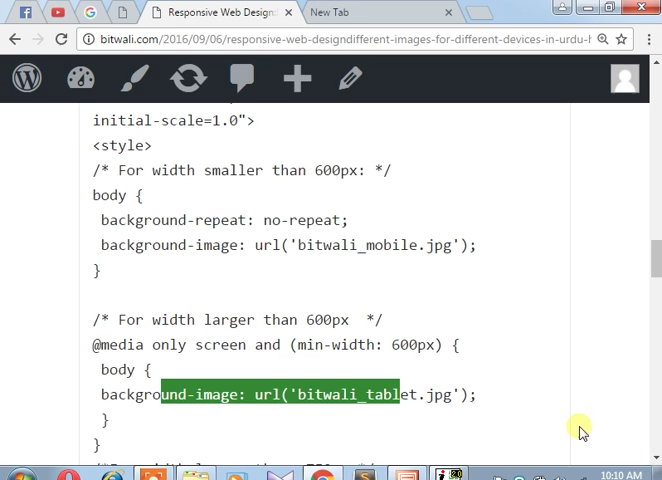 Responsive Web Design
New Tab
bitwali.com/2016/09/06/responsive-web-designdifferent-images-for-different-devices-in-urdu-h
initial-scale=1.0">
<style>
/* For width smaller than 600px: */
body {
background-repeat: no-repeat;
background-image: url('bitwali_mobile.jpg');
}
/* For width larger than 600px */
@media only screen and (min-width: 600px) {
body {
background-image: url('bitwali_tablet.jpg');
}
}
10:10 AM